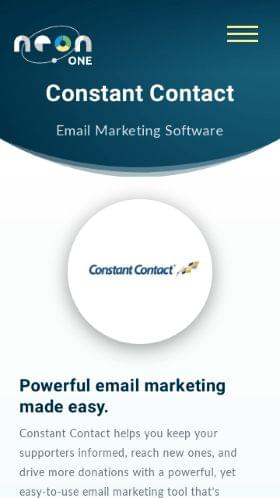 neon
ONE
Constant Contact
Email Marketing Software
Constant Contact®
Powerful email marketing
made easy.
Constant Contact helps you keep your
supporters informed, reach new ones, and
drive more donations with a powerful, yet
easy-to-use email marketing tool that's